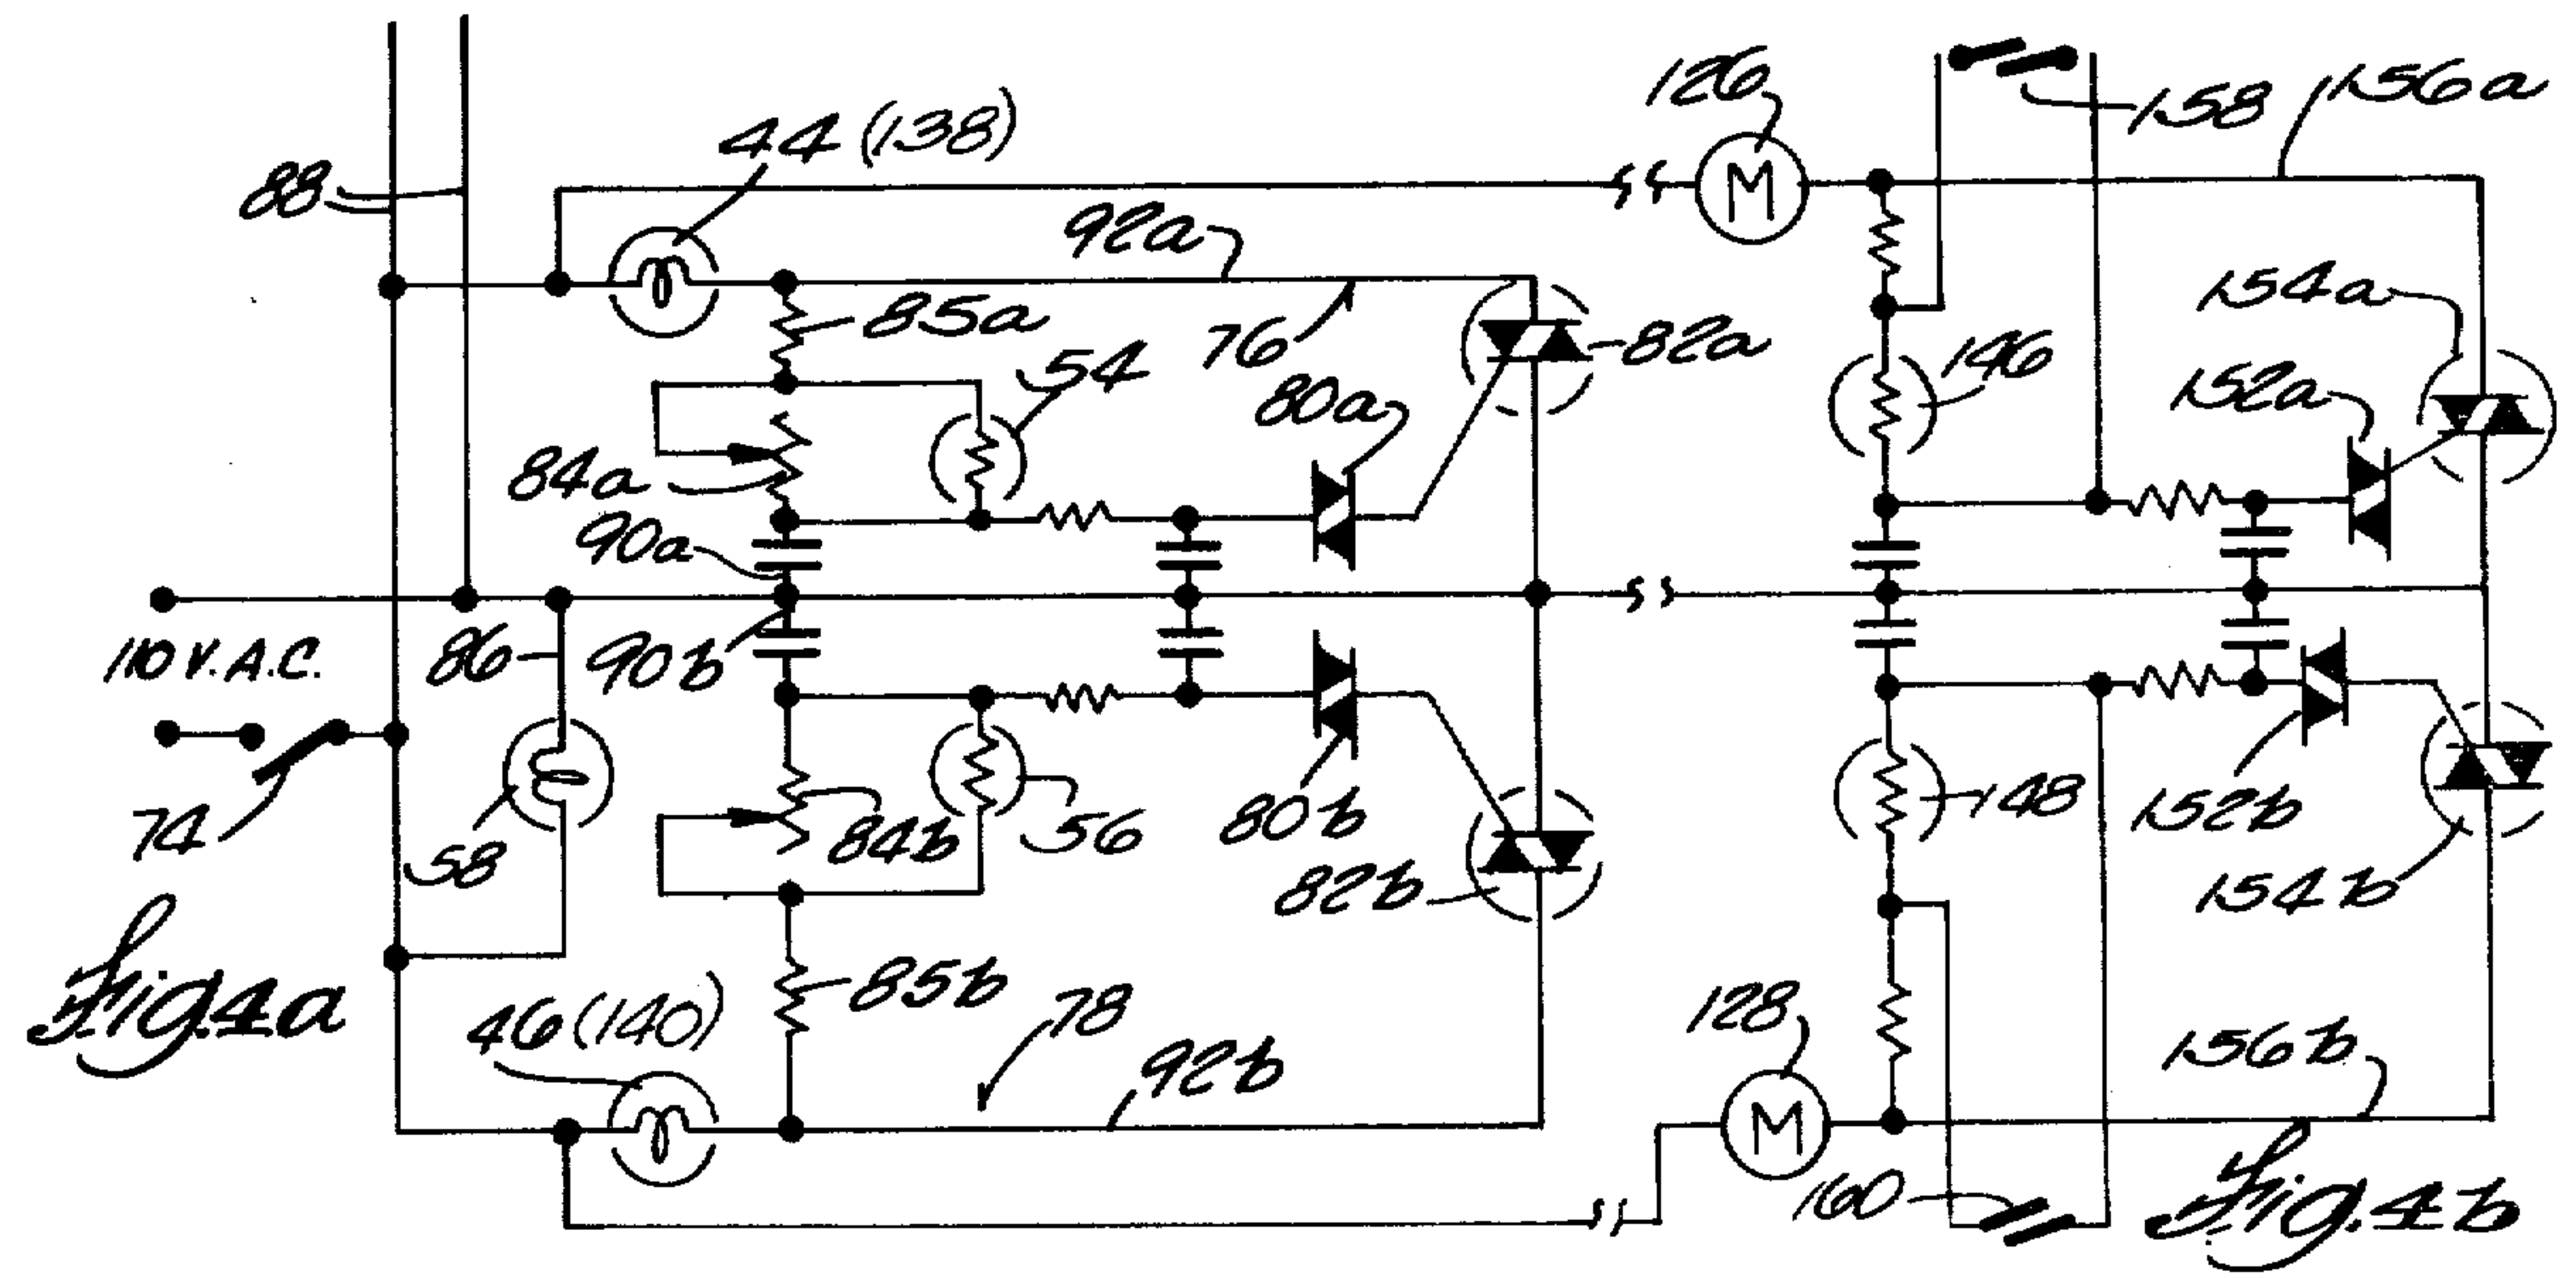 126
158
156a
44 (138)
88
92a
154a
85a
76
82a
146
54
80a
152a
84a
90a
110 V.A.C.
86
90b
148
74
58
84b
56
80b
152b
82b
154b
Fig. 4a
85b
78
128
46 (140)
92b
156b
160
Fig. 4b
M
M